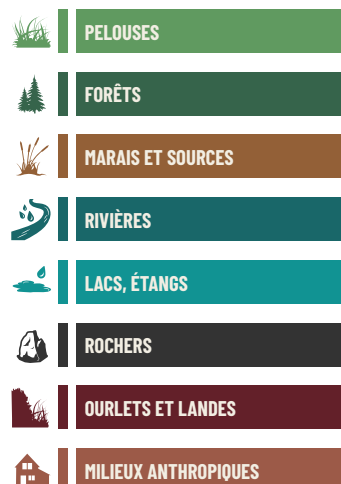 PELOUSES
FORÊTS
MARAIS ET SOURCES
RIVIÈRES
LACS, ÉTANGS
ROCHERS
OURLETS ET LANDES
MILIEUX ANTHROPIQUES